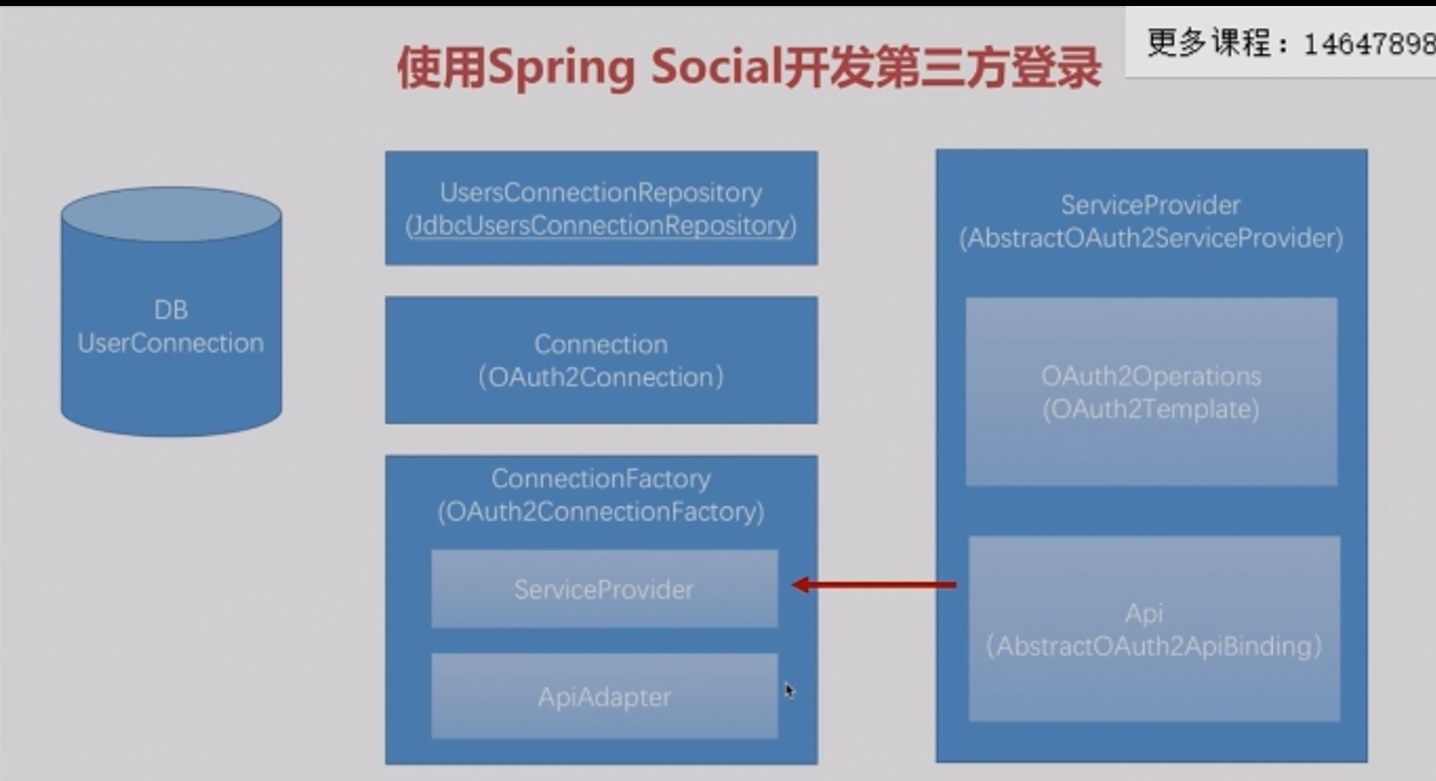 使用Spring Social开发第三方登录
更多课程：14647898
DB
UserConnection
UsersConnectionRepository
(JdbcUsersConnectionRepository)
Connection
（OAuth2Connection）
ConnectionFactory
(OAuth2ConnectionFactory)
ServiceProvider
ApiAdapter
ServiceProvider
(AbstractOAuth2ServiceProvider)
OAuth2Operations
(OAuth2Template)
Api
（AbstractOAuth2ApiBinding）